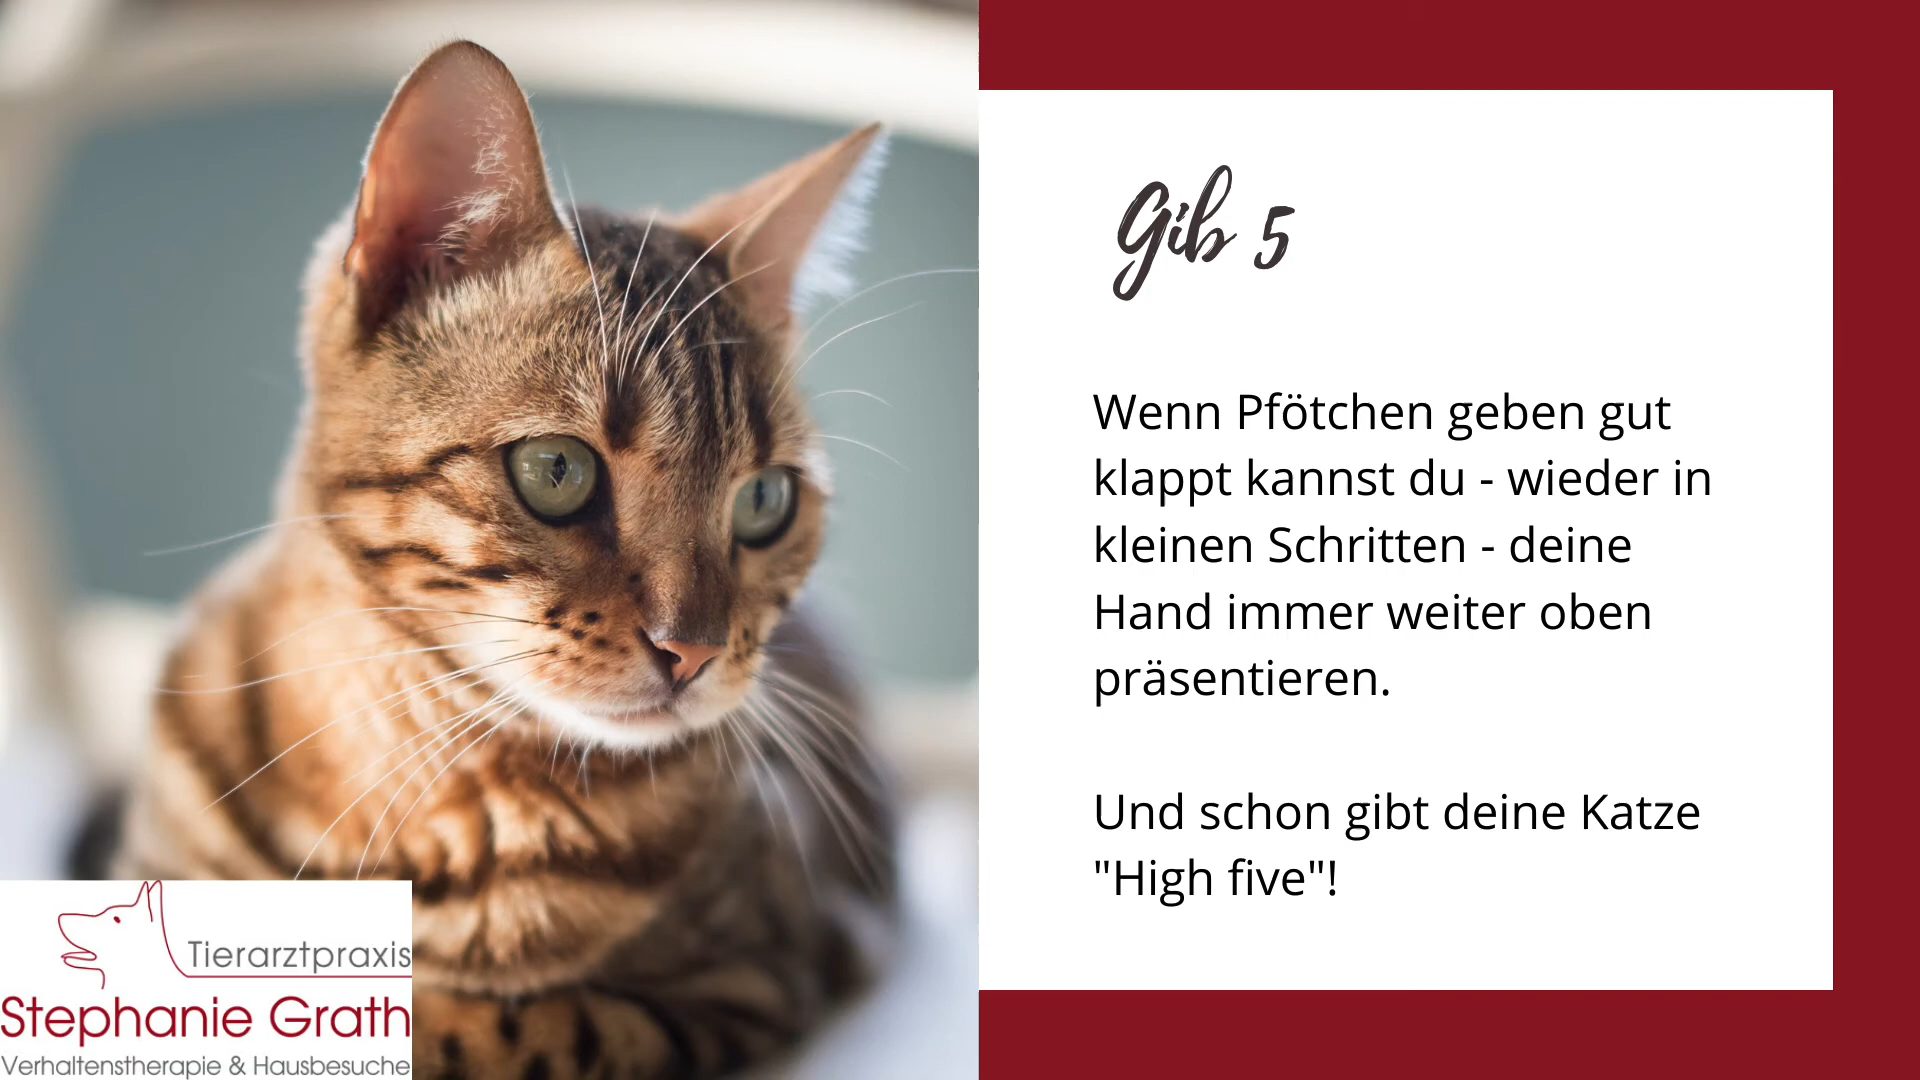 Gib 5
Wenn Pfötchen geben gut
klappt kannst du - wieder in
kleinen Schritten - deine
Hand immer weiter oben
präsentieren.
Und schon gibt deine Katze
"High five"!
Tierarztpraxis
Stephanie Grath
Verhaltenstherapie & Hausbesuche